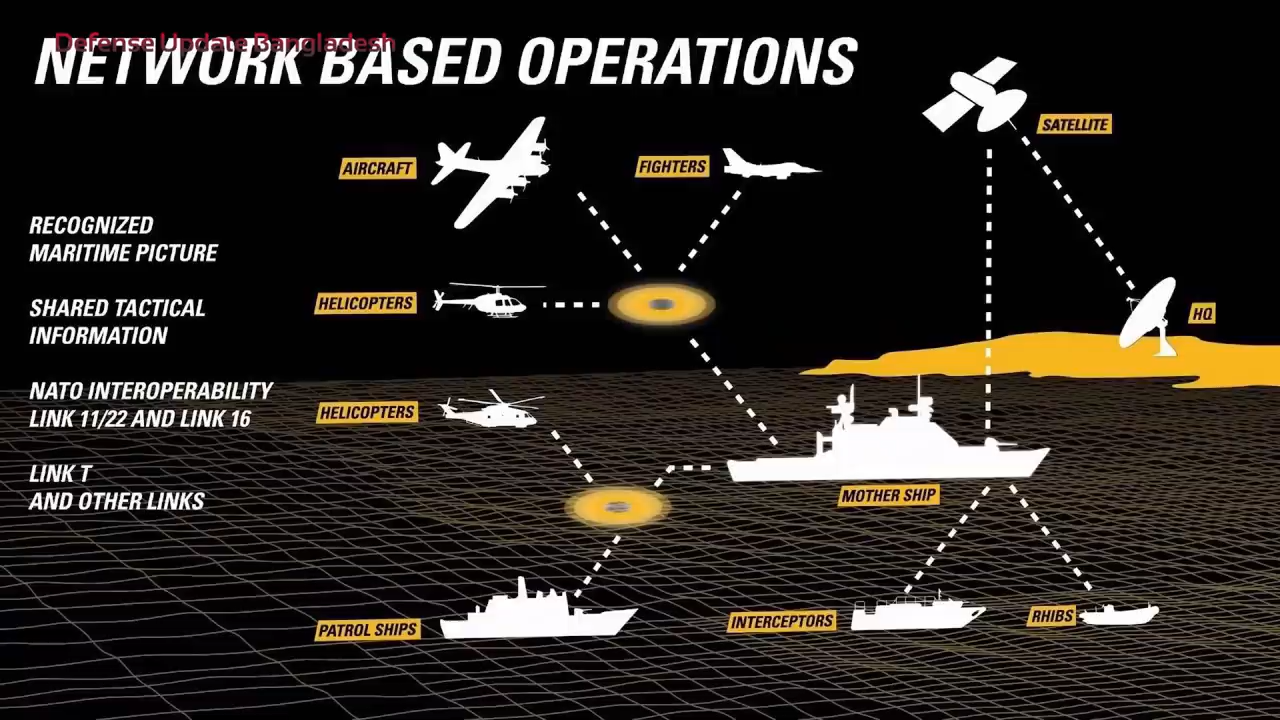 Defense Update Bangladesh
NETWORK BASED OPERATIONS
SATELLITE
AIRCRAFT
FIGHTERS
RECOGNIZED
MARITIME PICTURE
HELICOPTERS
HQ
SHARED TACTICAL
INFORMATION
NATO INTEROPERABILITY
LINK 11/22 AND LINK 16
HELICOPTERS
LINK T
AND OTHER LINKS
MOTHER SHIP
PATROL SHIPS
INTERCEPTORS
RHIBS